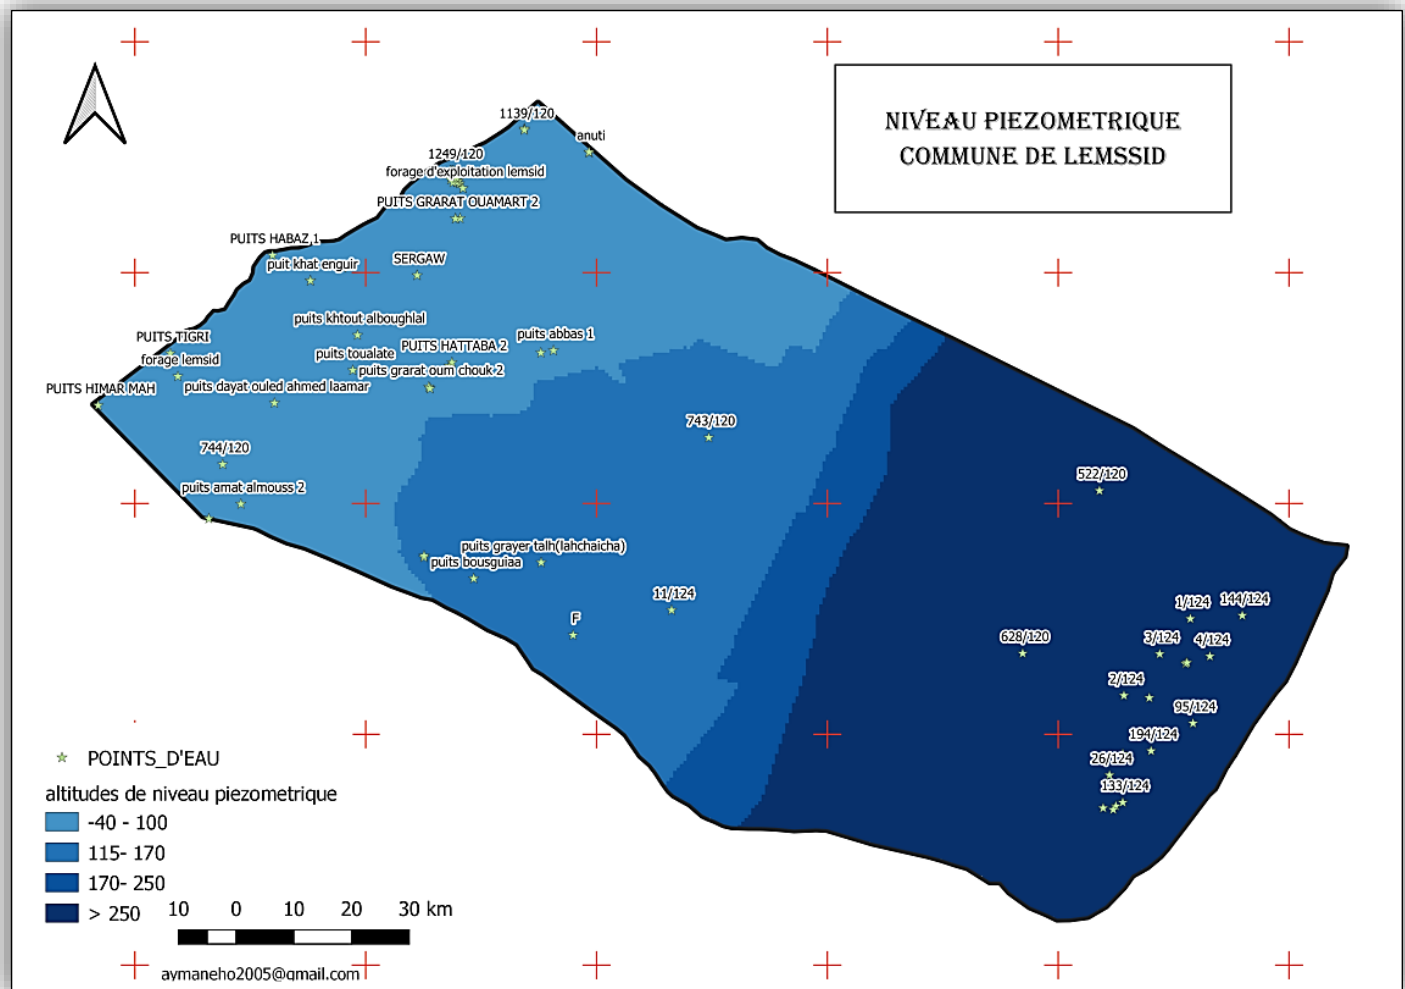 NIVEAU PIEZOMETRIQUE
COMMUNE DE LEMSSID
1139/120
anuti
1249/120
forage d'exploitation lemsid
PUITS GRARAT OUAMART 2
PUITS HABAZ 1
puit khat enguir
SERGAW
puits khtout alboughlal
PUITS TIGRI
forage lemsid
puits toualate
PUITS HATTABA 2
puits abbas 1
puits grarat oum chouk 2
PUITS HIMAR MAH
puits dayat ouled ahmed laamar
743/120
744/120
522/120
puits amat almouss 2
puits grayer talh(lahchaicha)
puits bousguiaa
11/124
F
1/124
144/124
628/120
3/124
4/124
2/124
95/124
194/124
26/124
133/124
POINTS_D'EAU
altitudes de niveau piezometrique
-40 - 100
115- 170
170- 250
> 250
10 0 10 20 30 km
aymaneho2005@gmail.com